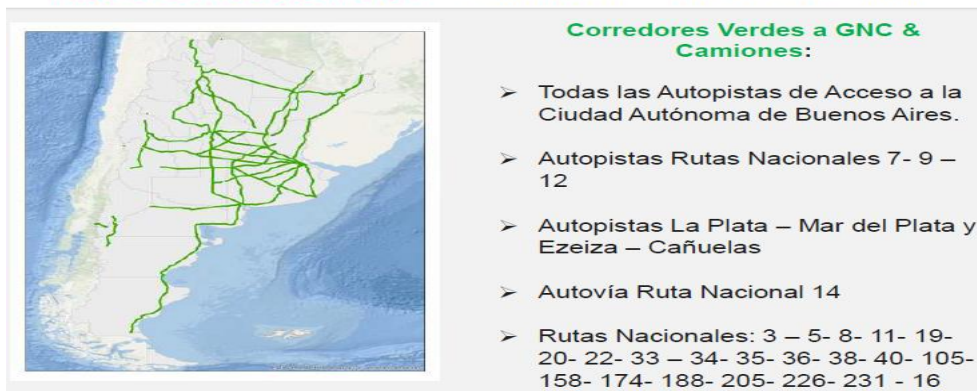 Corredores Verdes a GNC &
Camiones:
➢ Todas las Autopistas de Acceso a la
Ciudad Autónoma de Buenos Aires.
➢ Autopistas Rutas Nacionales 7- 9 –
12
➢ Autopistas La Plata – Mar del Plata y
Ezeiza – Cañuelas
➢ Autovía Ruta Nacional 14
➢ Rutas Nacionales: 3 – 5- 8- 11- 19-
20- 22- 33 – 34- 35- 36- 38- 40- 105-
158- 174- 188- 205- 226- 231 - 16